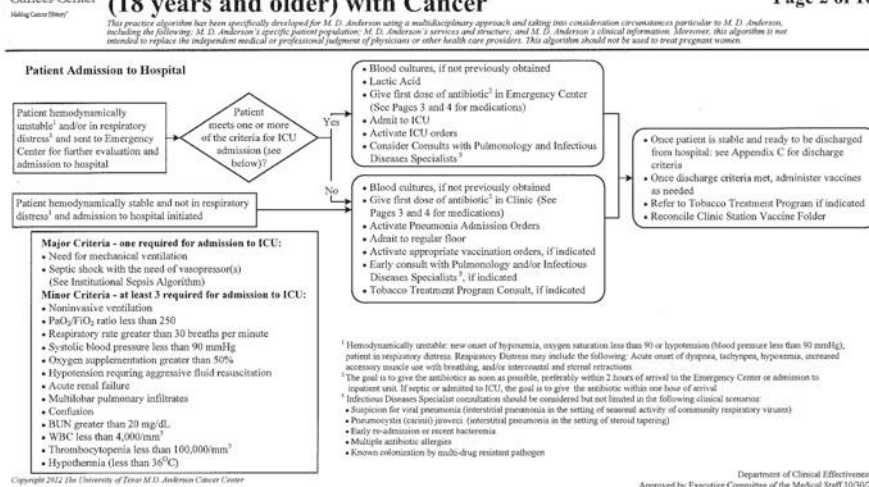 Cancer Center
Making Cancer History
(18 years and older) with Cancer
Page 2 of 1
This practice algorithm has been specifically developed for M. D. Anderson using a multidisciplinary approach and taking into consideration circumstances particular to M. D. Anderson,
including the following: M. D. Anderson's specific patient population; M. D. Anderson's services and structure; and M. D. Anderson's clinical information. Moreover, this algorithm is not
intended to replace the independent medical or professional judgment of physicians or other health care providers. This algorithm should not be used to treat pregnant women.
Patient Admission to Hospital
Patient hemodynamically
unstable¹ and/or in respiratory
distress¹ and sent to Emergency
Center for further evaluation and
admission to hospital
Patient
meets one or more
of the criteria for ICU
admission (see
below)?
Yes
No
• Blood cultures, if not previously obtained
• Lactic Acid
• Give first dose of antibiotic² in Emergency Center
(See Pages 3 and 4 for medications)
• Admit to ICU
• Activate ICU orders
• Consider Consults with Pulmonology and Infectious
Diseases Specialists³
Patient hemodynamically stable and not in respiratory
distress¹ and admission to hospital initiated
• Blood cultures, if not previously obtained
• Give first dose of antibiotic² in Clinic (See
Pages 3 and 4 for medications)
• Activate Pneumonia Admission Orders
• Admit to regular floor
• Activate appropriate vaccination orders, if indicated
• Early consult with Pulmonology and/or Infectious
Diseases Specialists³, if indicated
• Tobacco Treatment Program Consult, if indicated
• Once patient is stable and ready to be discharged
from hospital: see Appendix C for discharge
criteria
• Once discharge criteria met, administer vaccines
as needed
• Refer to Tobacco Treatment Program if indicated
• Reconcile Clinic Station Vaccine Folder
Major Criteria - one required for admission to ICU:
• Need for mechanical ventilation
• Septic shock with the need of vasopressor(s)
(See Institutional Sepsis Algorithm)
Minor Criteria - at least 3 required for admission to ICU:
• Noninvasive ventilation
• PaO₂/FiO₂ ratio less than 250
• Respiratory rate greater than 30 breaths per minute
• Systolic blood pressure less than 90 mmHg
• Oxygen supplementation greater than 50%
• Hypotension requring aggressive fluid resuscitation
• Acute renal failure
• Multilobar pulmonary infiltrates
• Confusion
• BUN greater than 20 mg/dL
• WBC less than 4,000/mm³
• Thrombocytopenia less than 100,000/mm³
• Hypothermia (less than 36°C)
¹ Hemodynamically unstable: new onset of hypoxemia, oxygen saturation less than 90 or hypotension (blood pressure less than 90 mmHg),
patient in respiratory distress. Respiratory Distress may include the following: Acute onset of dyspnea, tachypnea, hypoxemia, increased
accessory muscle use with breathing, and/or intercoastal and sternal retractions.
² The goal is to give the antibiotics as soon as possible, preferably within 2 hours of arrival to the Emergency Center or admission to
inpatient unit. If septic or admitted to ICU, the goal is to give the antibiotic within one hour of arrival
³ Infectious Diseases Specialist consultation should be considered but not limited in the following clinical scenarios:
• Suspicion for viral pneumonia (interstitial pneumonia in the setting of seasonal activity of community respiratory viruses)
• Pneumocystis (carinii) jiroveci (interstitial pneumonia in the setting of steroid tapering)
• Early re-admission or recent bacteremia
• Multiple antibiotic allergies
• Known colonization by multi-drug resistant pathogen
Copyright 2012 The University of Texas M. D. Anderson Cancer Center
Department of Clinical Effectiveness
Approved by Executive Committee of the Medical Staff 10/30/2